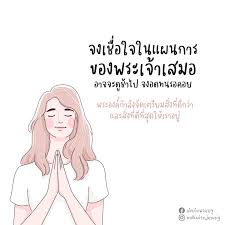 จงเชื่อใจในแผนการ
ของพระเจ้าเสมอ
อาจจะดูช้าไป จงอดทนรอคอย
พระองค์กำลังจัดเตรียมสิ่งที่ดีกว่า
และสิ่งที่ดีที่สุดให้เราอยู่